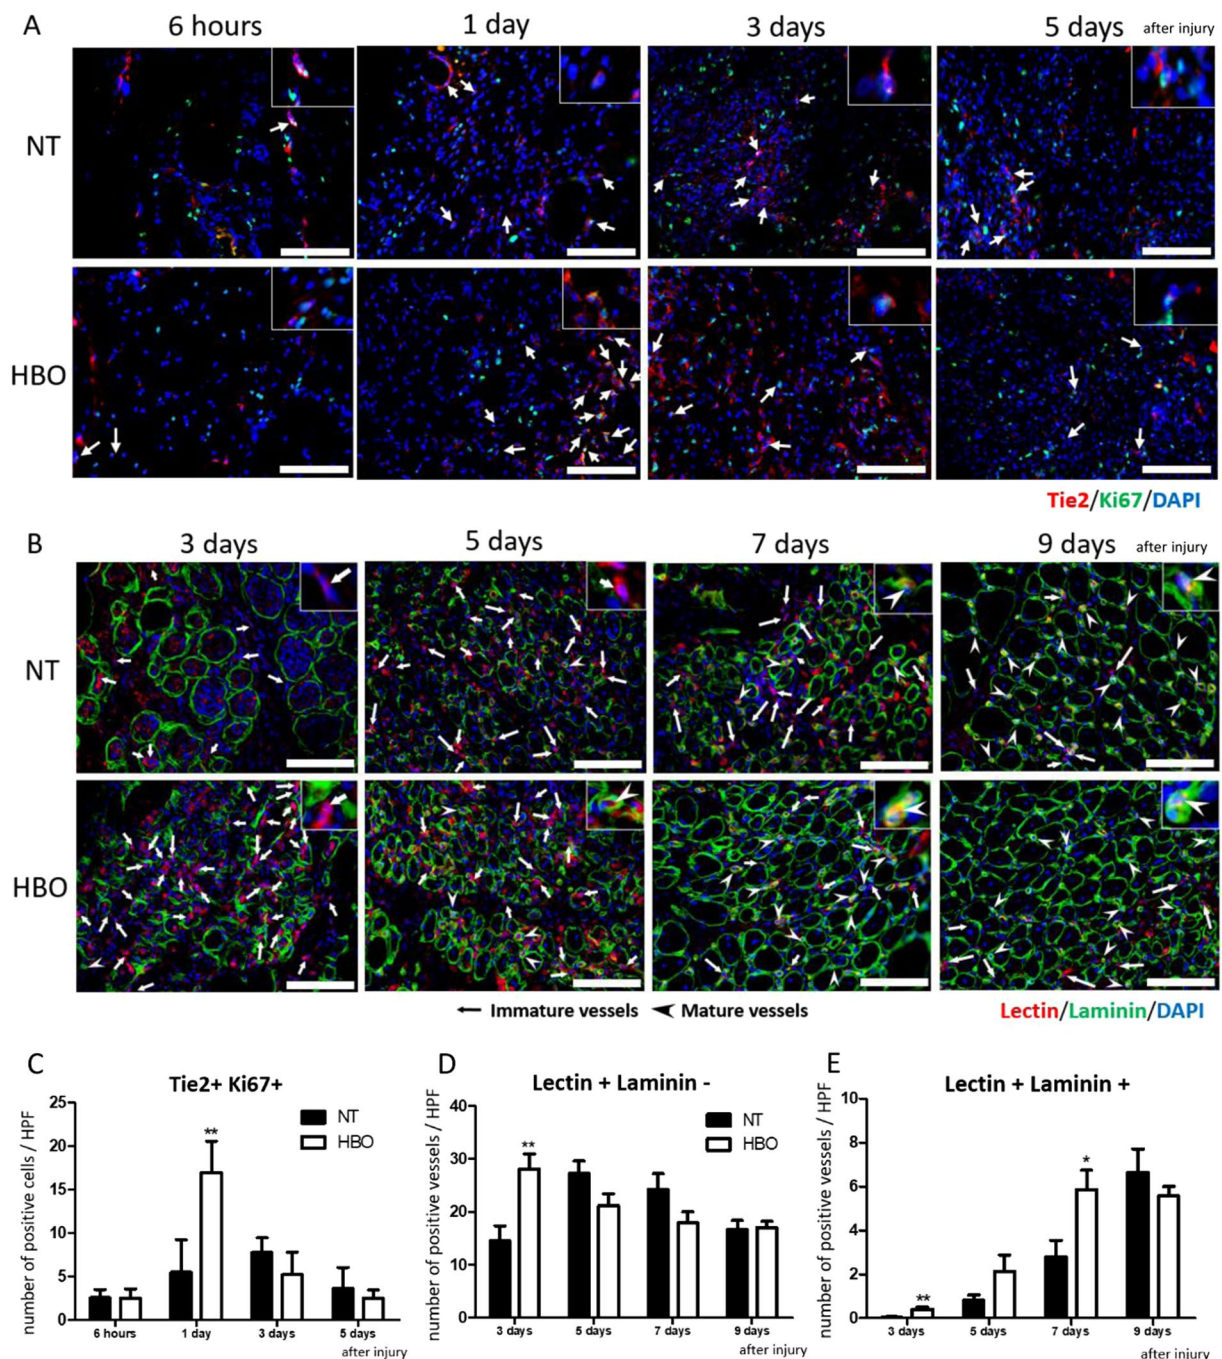 A
6 hours 1 day 3 days 5 days after injury
NT
HBO
Tie2/Ki67/DAPI
B
3 days 5 days 7 days 9 days after injury
NT
HBO
Immature vessels Mature vessels
Lectin/Laminin/DAPI
C
Tie2+ Ki67+
number of positive cells / HPF
25
20
15
10
5
0
**
NT
HBO
6 hours 1 day 3 days 5 days
after injury
D
Lectin + Laminin -
number of positive vessels / HPF
40
30
20
10
0
**
NT
HBO
3 days 5 days 7 days 9 days
after injury
E
Lectin + Laminin +
number of positive vessels / HPF
10
8
6
4
2
0
**
*
3 days 5 days 7 days 9 days
after injury